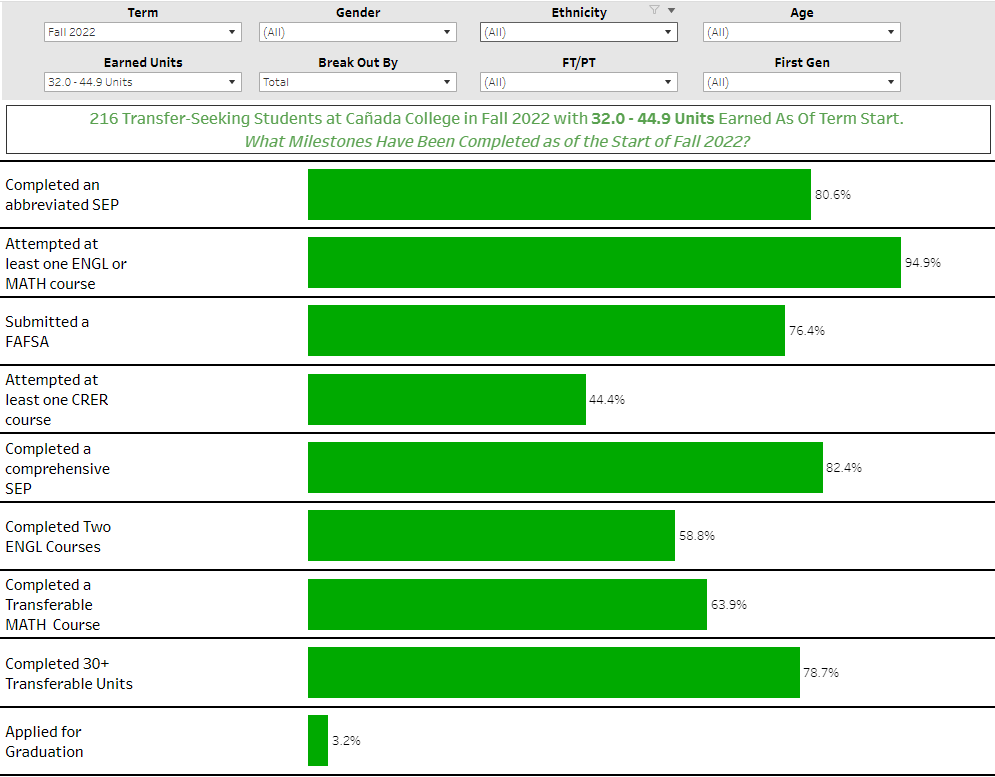 Term Gender Ethnicity Age
Fall 2022 (All) (All) (All)
Earned Units Break Out By FT/PT First Gen
32.0 - 44.9 Units Total (All) (All)
216 Transfer-Seeking Students at Cañada College in Fall 2022 with 32.0 - 44.9 Units Earned As Of Term Start.
What Milestones Have Been Completed as of the Start of Fall 2022?
Completed an
abbreviated SEP
80.6%
Attempted at
least one ENGL or
MATH course
94.9%
Submitted a
FAFSA
76.4%
Attempted at
least one CRER
course
44.4%
Completed a
comprehensive
SEP
82.4%
Completed Two
ENGL Courses
58.8%
Completed a
Transferable
MATH Course
63.9%
Completed 30+
Transferable Units
78.7%
Applied for
Graduation
3.2%